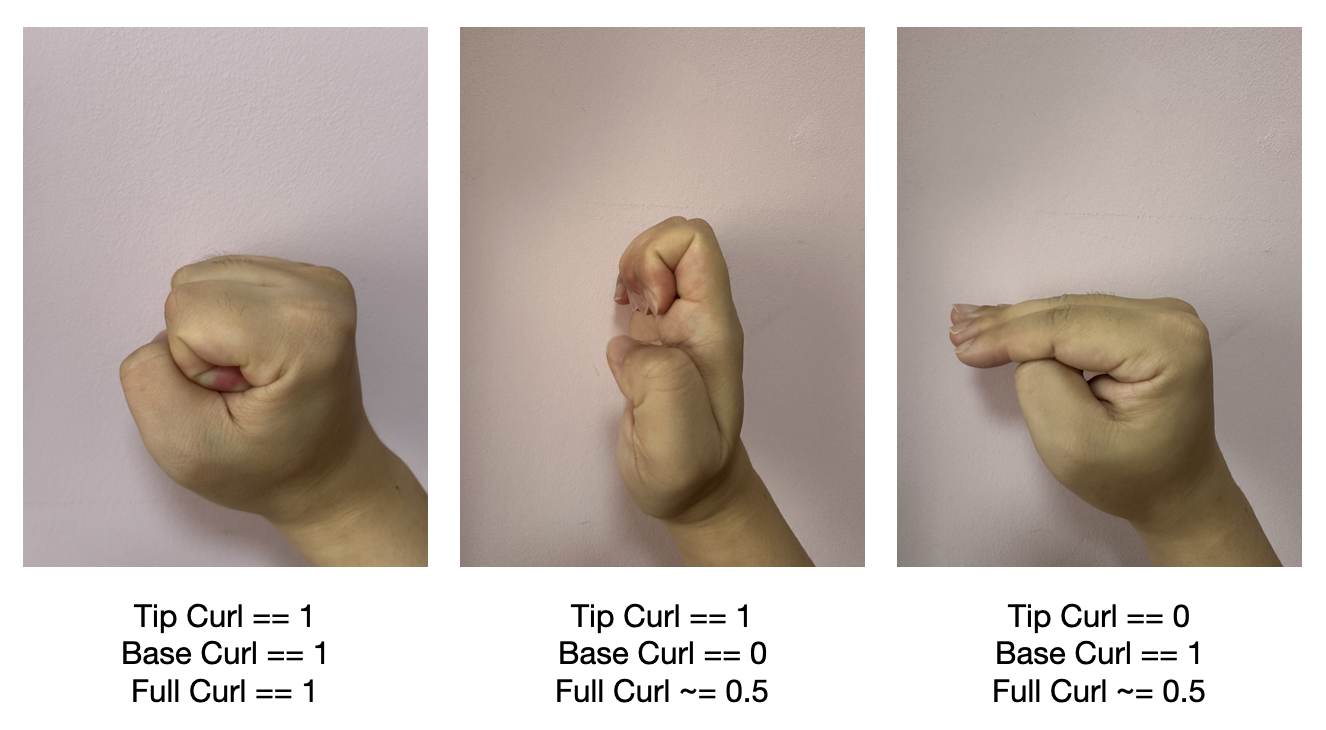 Tip Curl == 1
Base Curl == 1
Full Curl == 1
Tip Curl == 1
Base Curl == 0
Full Curl ~= 0.5
Tip Curl == 0
Base Curl == 1
Full Curl ~= 0.5